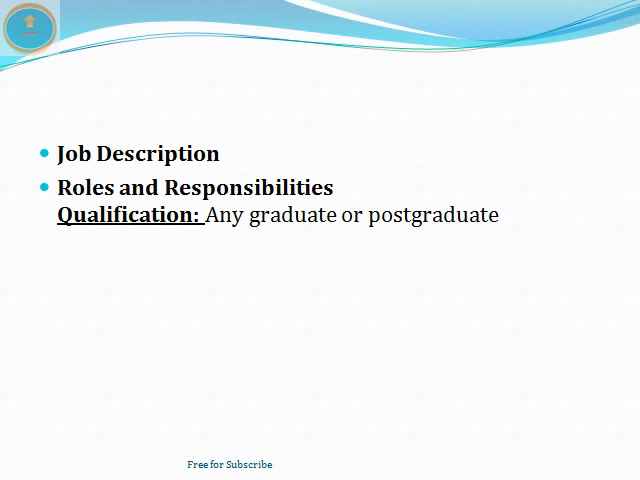 Job Description
Roles and Responsibilities
Qualification: Any graduate or postgraduate
Free for Subscribe